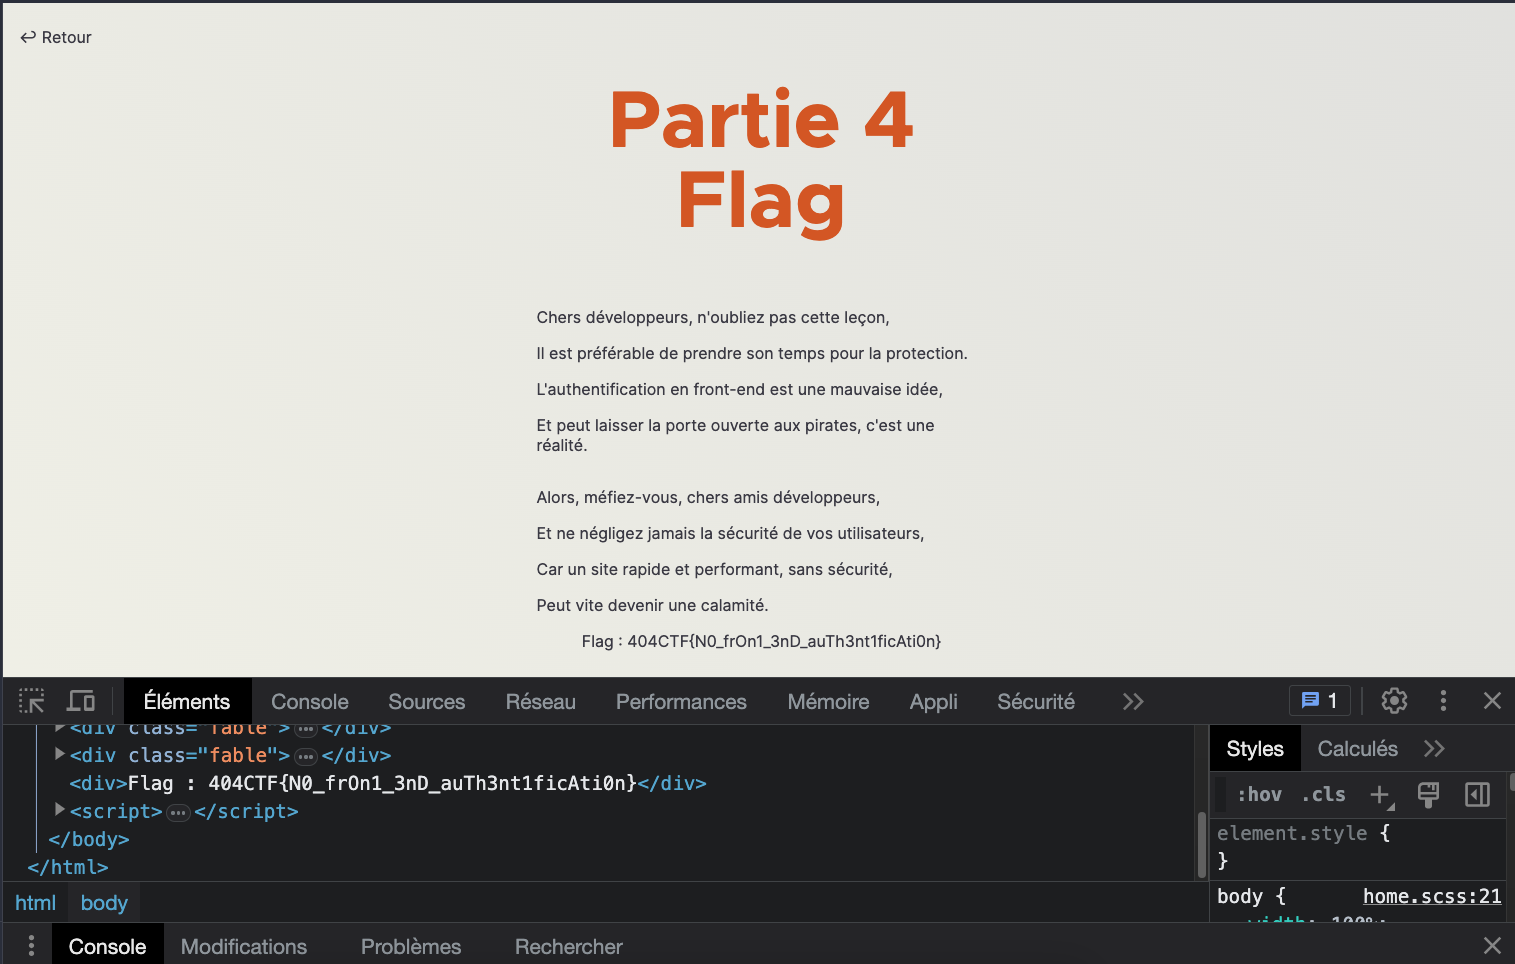 ↩ Retour
Partie 4
Flag
Chers développeurs, n'oubliez pas cette leçon,
Il est préférable de prendre son temps pour la protection.
L'authentification en front-end est une mauvaise idée,
Et peut laisser la porte ouverte aux pirates, c'est une
réalité.
Alors, méfiez-vous, chers amis développeurs,
Et ne négligez jamais la sécurité de vos utilisateurs,
Car un site rapide et performant, sans sécurité,
Peut vite devenir une calamité.
Flag : 404CTF{N0_frOn1_3nD_auTh3nt1ficAti0n}
Éléments Console Sources Réseau Performances Mémoire Appli Sécurité 1
<div class="fable">…</div>
<div class="fable">…</div>
<div>Flag : 404CTF{N0_frOn1_3nD_auTh3nt1ficAti0n}</div>
<script>…</script>
</body>
</html>
html body
Styles Calculés
:hov .cls
element.style {
}
body { home.scss:21
width: 100%;
Console Modifications Problèmes Rechercher